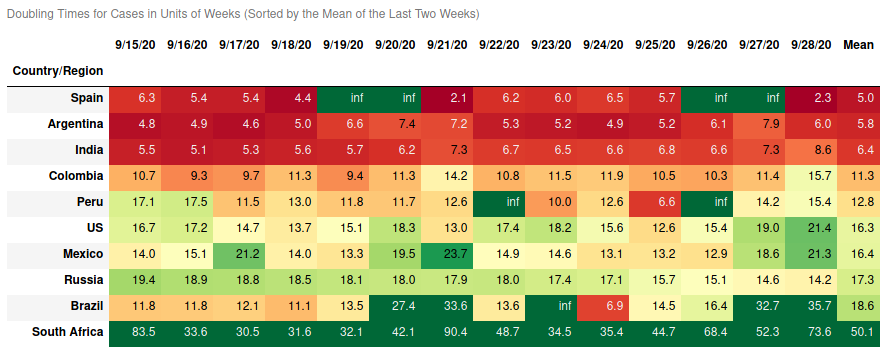 Doubling Times for Cases in Units of Weeks (Sorted by the Mean of the Last Two Weeks)
9/15/20 9/16/20 9/17/20 9/18/20 9/19/20 9/20/20 9/21/20 9/22/20 9/23/20 9/24/20 9/25/20 9/26/20 9/27/20 9/28/20 Mean
Country/Region
Spain 6.3 5.4 5.4 4.4 inf inf 2.1 6.2 6.0 6.5 5.7 inf inf 2.3 5.0
Argentina 4.8 4.9 4.6 5.0 6.6 7.4 7.2 5.3 5.2 4.9 5.2 6.1 7.9 6.0 5.8
India 5.5 5.1 5.3 5.6 5.7 6.2 7.3 6.7 6.5 6.6 6.8 6.6 7.3 8.6 6.4
Colombia 10.7 9.3 9.7 11.3 9.4 11.3 14.2 10.8 11.5 11.9 10.5 10.3 11.4 15.7 11.3
Peru 17.1 17.5 11.5 13.0 11.8 11.7 12.6 inf 10.0 12.6 6.6 inf 14.2 15.4 12.8
US 16.7 17.2 14.7 13.7 15.1 18.3 13.0 17.4 18.2 15.6 12.6 15.4 19.0 21.4 16.3
Mexico 14.0 15.1 21.2 14.0 13.3 19.5 23.7 14.9 14.6 13.1 13.2 12.9 18.6 21.3 16.4
Russia 19.4 18.9 18.8 18.5 18.1 18.0 17.9 18.0 17.4 17.1 15.7 15.1 14.6 14.2 17.3
Brazil 11.8 11.8 12.1 11.1 13.5 27.4 33.6 13.6 inf 6.9 14.5 16.4 32.7 35.7 18.6
South Africa 83.5 33.6 30.5 31.6 32.1 42.1 90.4 48.7 34.5 35.4 44.7 68.4 52.3 73.6 50.1